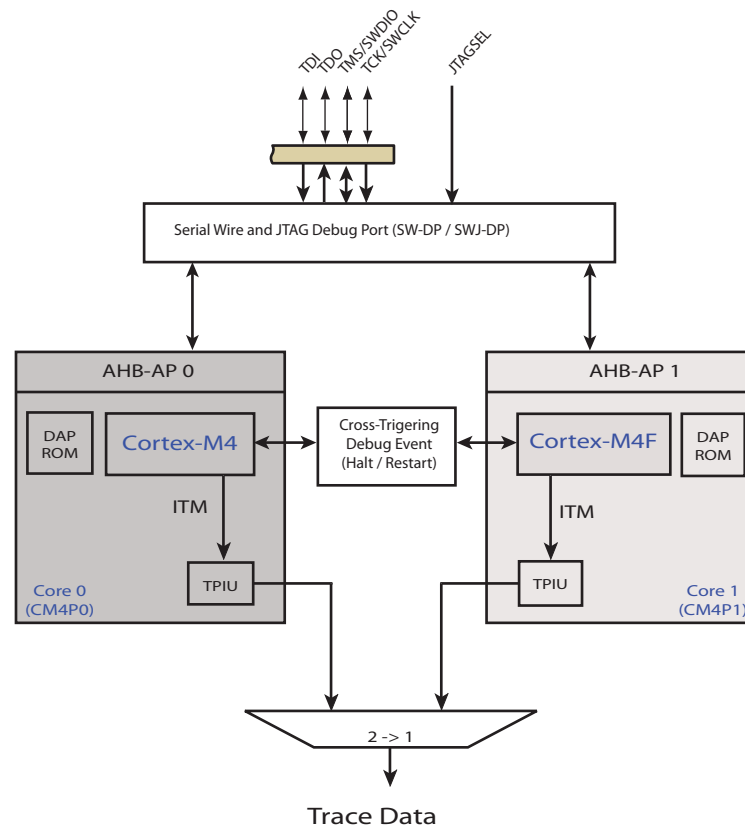 TDI
TDO
TMS/SWDIO
TCK/SWCLK
JTAGSEL
Serial Wire and JTAG Debug Port (SW-DP / SWJ-DP)
AHB-AP 0
AHB-AP 1
DAP
ROM
Cortex-M4
Cross-Trigering
Debug Event
(Halt / Restart)
Cortex-M4F
DAP
ROM
ITM
ITM
TPIU
TPIU
Core 0
(CM4P0)
Core 1
(CM4P1)
2 -> 1
Trace Data